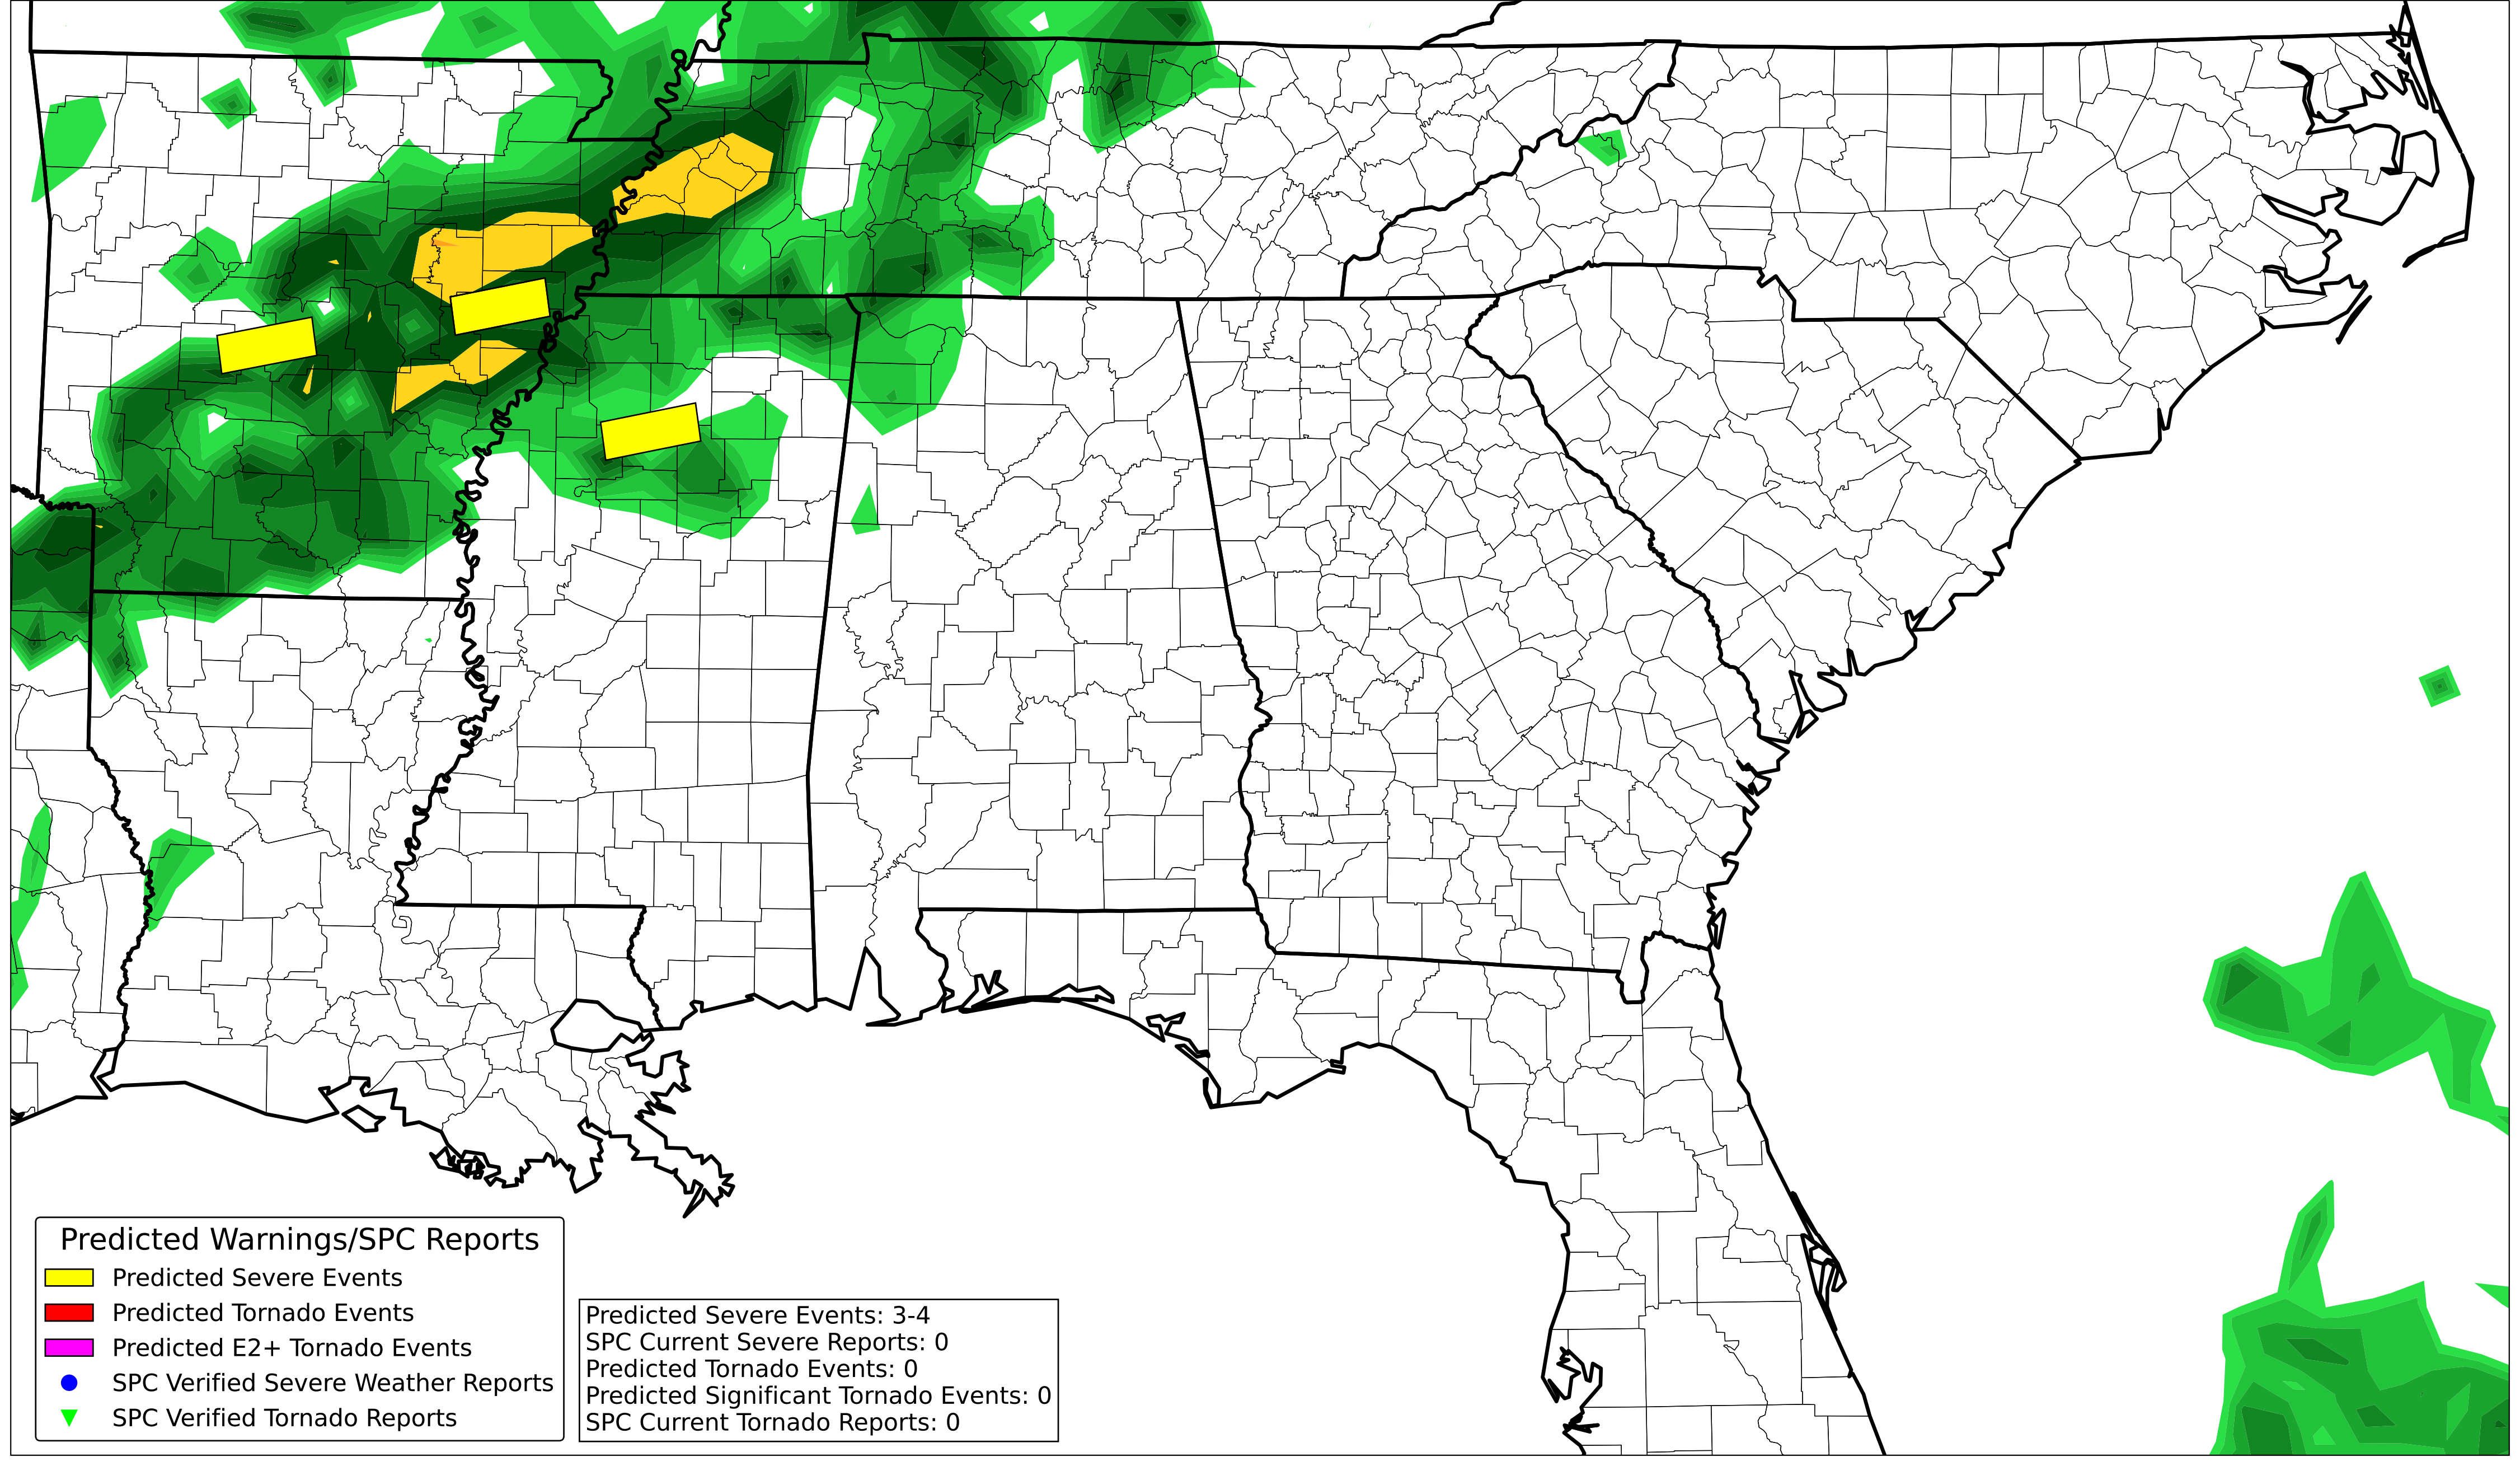 Predicted Warnings/SPC Reports
Predicted Severe Events
Predicted Tornado Events
Predicted E2+ Tornado Events
SPC Verified Severe Weather Reports
SPC Verified Tornado Reports
Predicted Severe Events: 3-4
SPC Current Severe Reports: 0
Predicted Tornado Events: 0
Predicted Significant Tornado Events: 0
SPC Current Tornado Reports: 0